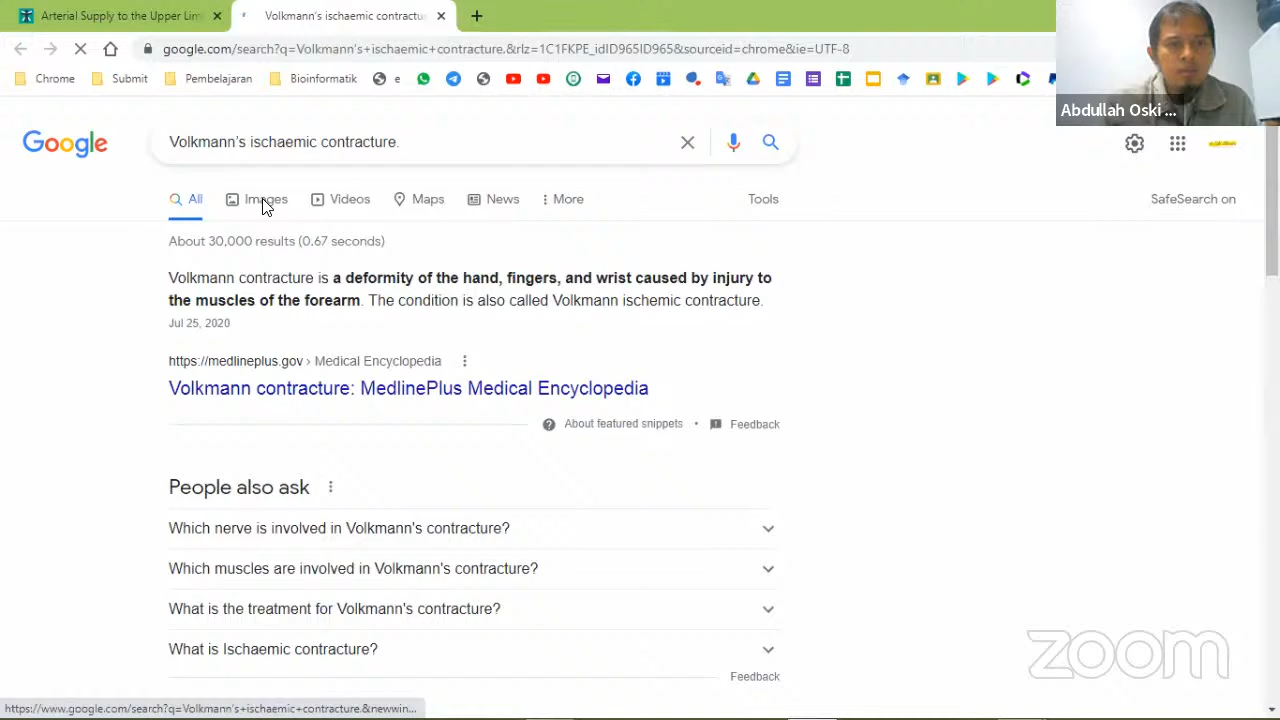 Arterial Supply to the Upper Lim
Volkmann's ischaemic contractu
google.com/search?q=Volkmann's+ischaemic+contracture.&rlz=1C1FKPE_idID965ID965&sourceid=chrome&ie=UTF-8
Chrome
Submit
Pembelajaran
Bioinformatik
e
Abdullah Oski ...
Google
Volkmann's ischaemic contracture.
All
Images
Videos
Maps
News
More
Tools
SafeSearch on
About 30,000 results (0.67 seconds)
Volkmann contracture is a deformity of the hand, fingers, and wrist caused by injury to
the muscles of the forearm. The condition is also called Volkmann ischemic contracture.
Jul 25, 2020
https://medlineplus.gov › Medical Encyclopedia
Volkmann contracture: MedlinePlus Medical Encyclopedia
About featured snippets • Feedback
People also ask
Which nerve is involved in Volkmann's contracture?
Which muscles are involved in Volkmann's contracture?
What is the treatment for Volkmann's contracture?
What is Ischaemic contracture?
Feedback
zoom
https://www.google.com/search?q=Volkmann's+ischaemic+contracture.&newwin...